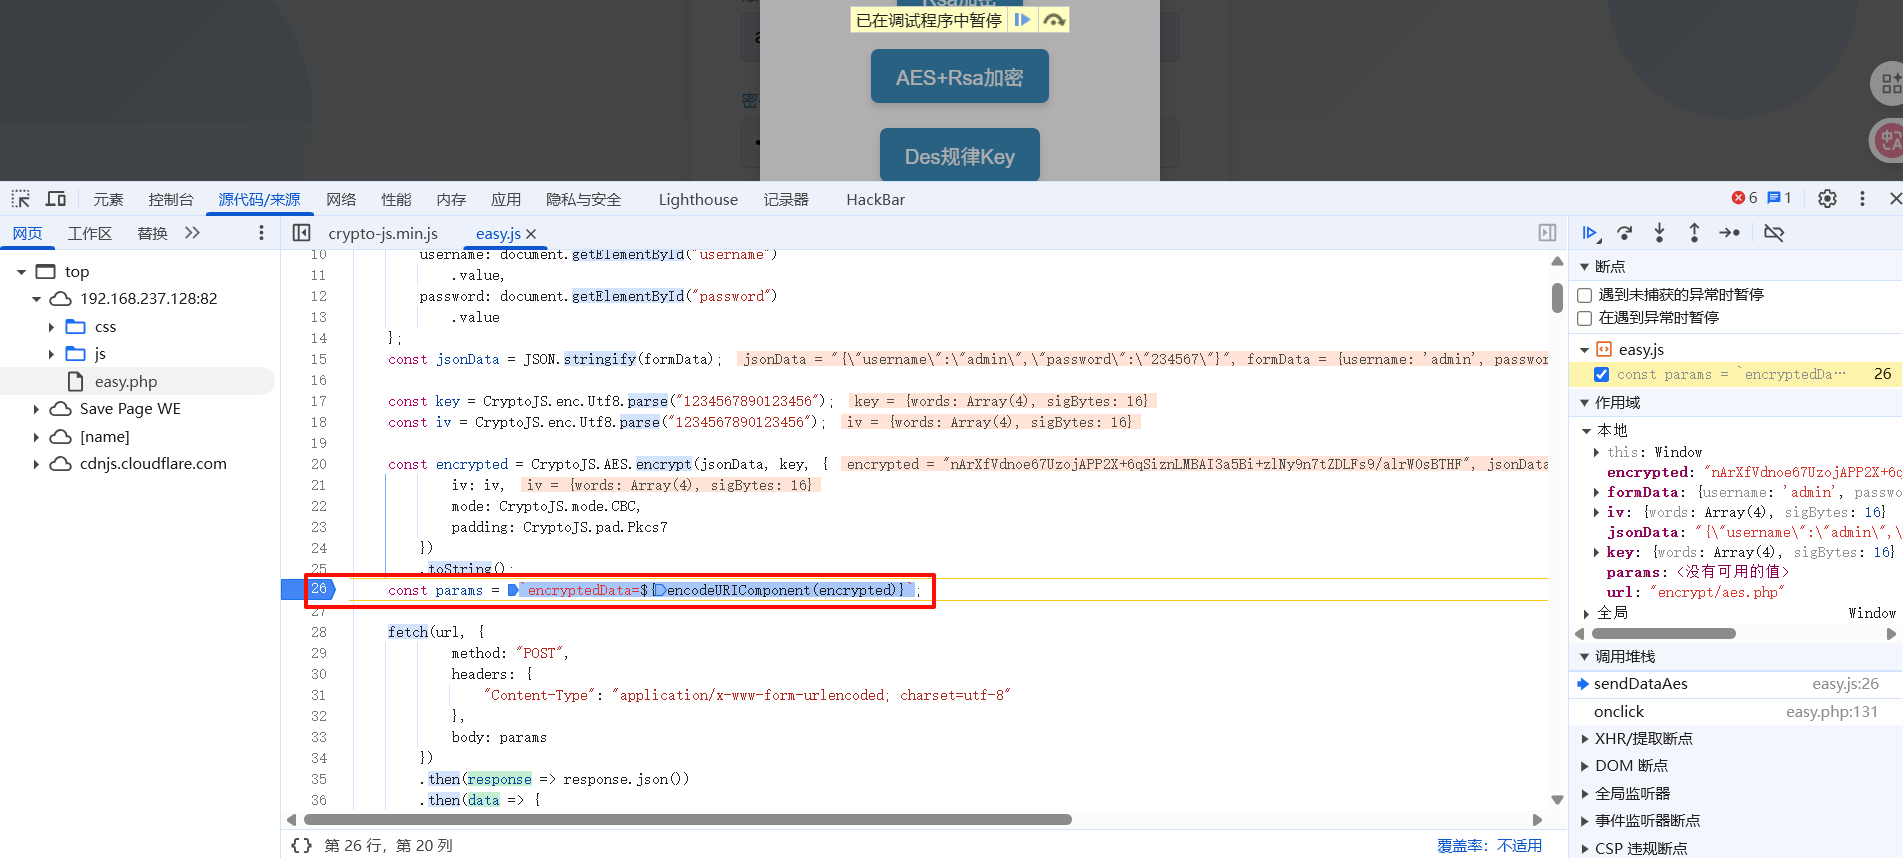 Rsa加密
已在调试程序中暂停
AES+Rsa加密
Des规律Key
元素 控制台 源代码/来源 网络 性能 内存 应用 隐私与安全 Lighthouse 记录器 HackBar 6 1
网页 工作区 替换
crypto-js.min.js easy.js
top
192.168.237.128:82
css
js
easy.php
Save Page WE
[name]
cdnjs.cloudflare.com
10 username: document.getElementById("username")
11 .value,
12 password: document.getElementById("password")
13 .value
14 };
15 const jsonData = JSON.stringify(formData); jsonData = "{\"username\":\"admin\",\"password\":\"234567\"}", formData = {username: 'admin', passwor
16
17 const key = CryptoJS.enc.Utf8.parse("1234567890123456"); key = {words: Array(4), sigBytes: 16}
18 const iv = CryptoJS.enc.Utf8.parse("1234567890123456"); iv = {words: Array(4), sigBytes: 16}
19
20 const encrypted = CryptoJS.AES.encrypt(jsonData, key, { encrypted = "nArXfVdnoe67UzojAPP2X+6qSiznLMBAI3a5Bi+zlNy9n7tZDLFs9/alrWOsBTHF", jsonData
21 iv: iv, iv = {words: Array(4), sigBytes: 16}
22 mode: CryptoJS.mode.CBC,
23 padding: CryptoJS.pad.Pkcs7
24 })
25 .toString();
26 const params = `encryptedData=${encodeURIComponent(encrypted)}`;
27
28 fetch(url, {
29 method: "POST",
30 headers: {
31 "Content-Type": "application/x-www-form-urlencoded; charset=utf-8"
32 },
33 body: params
34 })
35 .then(response => response.json())
36 .then(data => {
{} 第 26 行，第 20 列
覆盖率：不适用
断点
遇到未捕获的异常时暂停
在遇到异常时暂停
easy.js
const params = `encryptedDa… 26
作用域
本地
this: Window
encrypted: "nArXfVdnoe67UzojAPP2X+6q
formData: {username: 'admin', passwo
iv: {words: Array(4), sigBytes: 16}
jsonData: "{\"username\":\"admin\",\
key: {words: Array(4), sigBytes: 16}
params: <没有可用的值>
url: "encrypt/aes.php"
全局 Window
调用堆栈
sendDataAes easy.js:26
onclick easy.php:131
XHR/提取断点
DOM 断点
全局监听器
事件监听器断点
CSP 违规断点